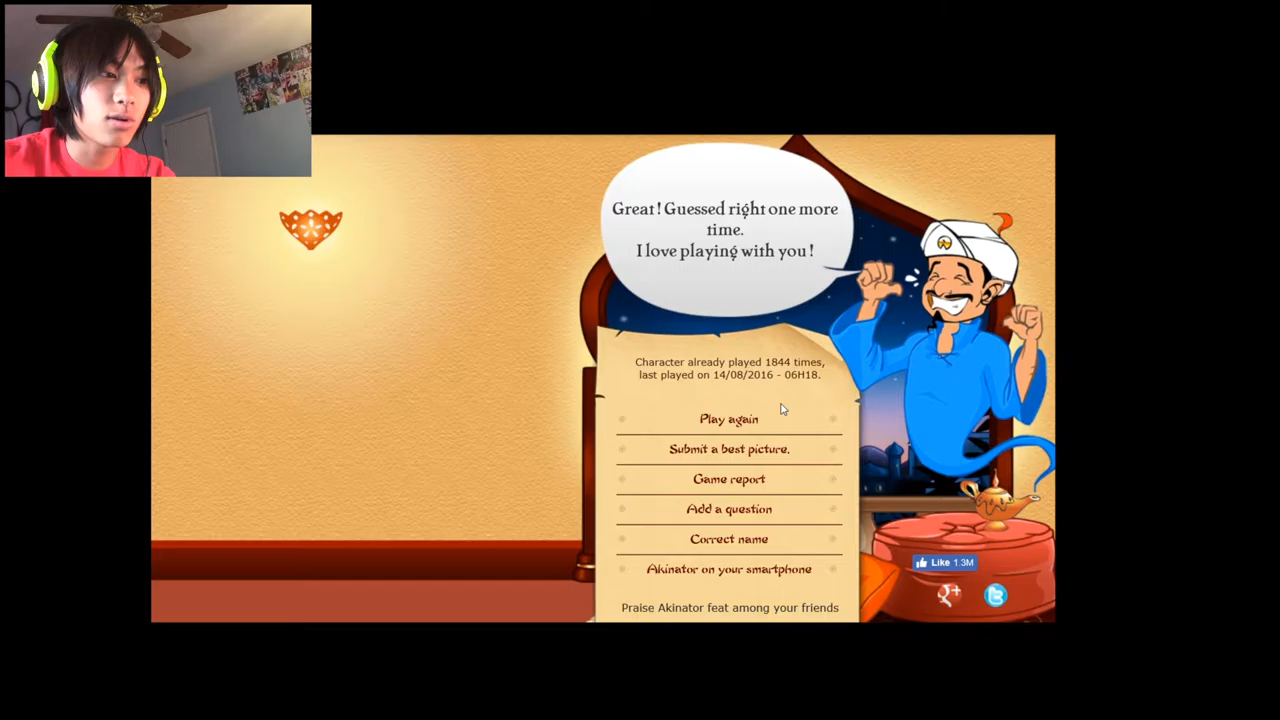 Great! Guessed right one more
time.
I love playing with you!
Character already played 1844 times,
last played on 14/08/2016 - 06H18.
Play again
Submit a best picture.
Game report
Add a question
Correct name
Akinator on your smartphone
Like 1.3M
g+
Praise Akinator feat among your friends